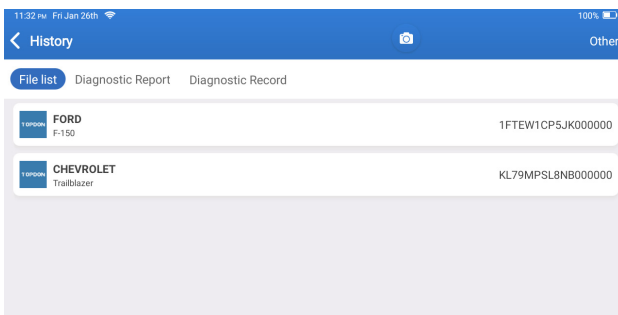 11:32 PM Fri Jan 26th 100%
History Other
File list Diagnostic Report Diagnostic Record
TOPDON FORD 1FTEW1CP5JK000000
F-150
TOPDON CHEVROLET KL79MPSL8NB000000
Trailblazer